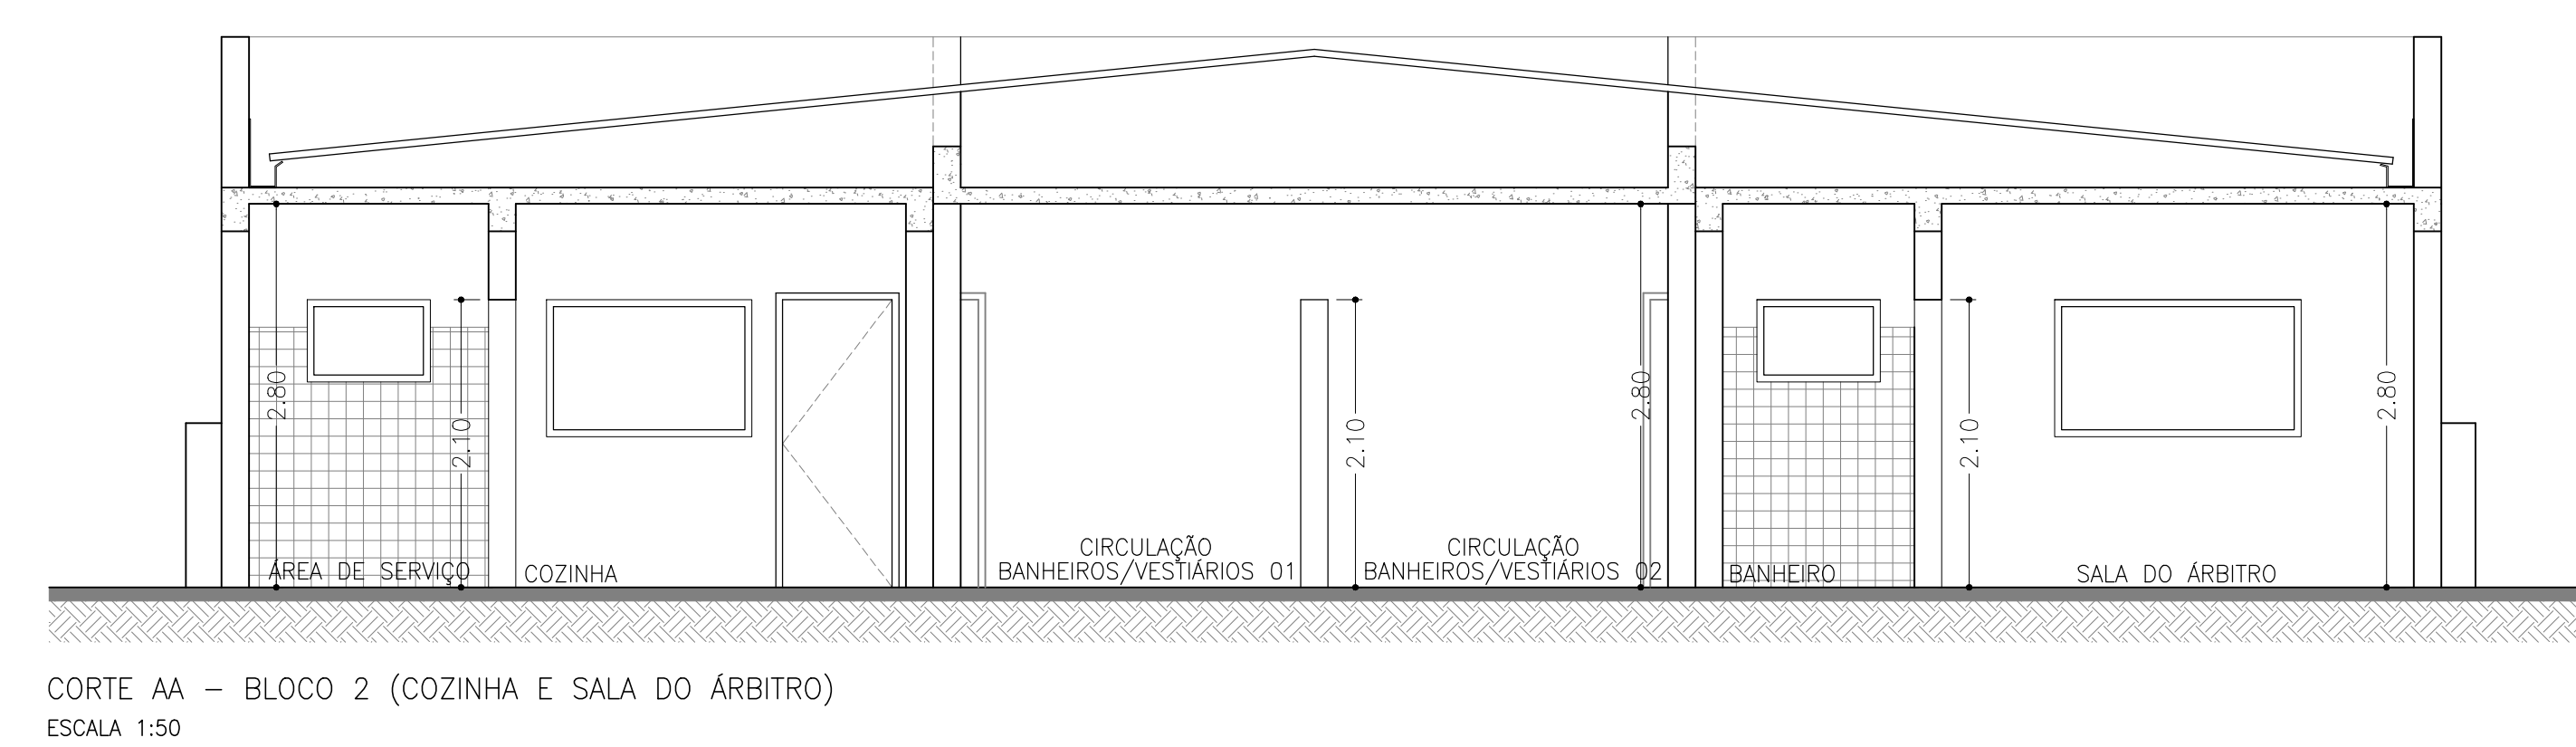 2.80
2.10
2.10
2.80
2.10
2.80
ÁREA DE SERVIÇO
COZINHA
CIRCULAÇÃO
BANHEIROS/VESTIÁRIOS 01
CIRCULAÇÃO
BANHEIROS/VESTIÁRIOS 02
BANHEIRO
SALA DO ÁRBITRO
CORTE AA – BLOCO 2 (COZINHA E SALA DO ÁRBITRO)
ESCALA 1:50